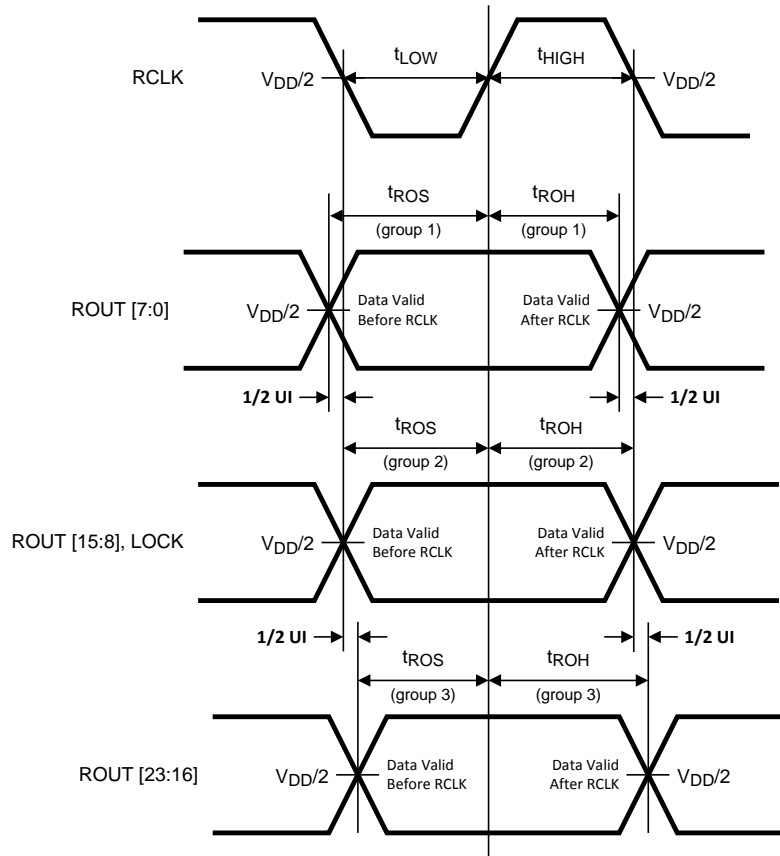 tLOW tHIGH
RCLK VDD/2 VDD/2
tROS tROH
(group 1) (group 1)
ROUT [7:0] VDD/2 Data Valid Before RCLK Data Valid After RCLK VDD/2
1/2 UI 1/2 UI
tROS tROH
(group 2) (group 2)
ROUT [15:8], LOCK VDD/2 Data Valid Before RCLK Data Valid After RCLK VDD/2
1/2 UI 1/2 UI
tROS tROH
(group 3) (group 3)
ROUT [23:16] VDD/2 Data Valid Before RCLK Data Valid After RCLK VDD/2